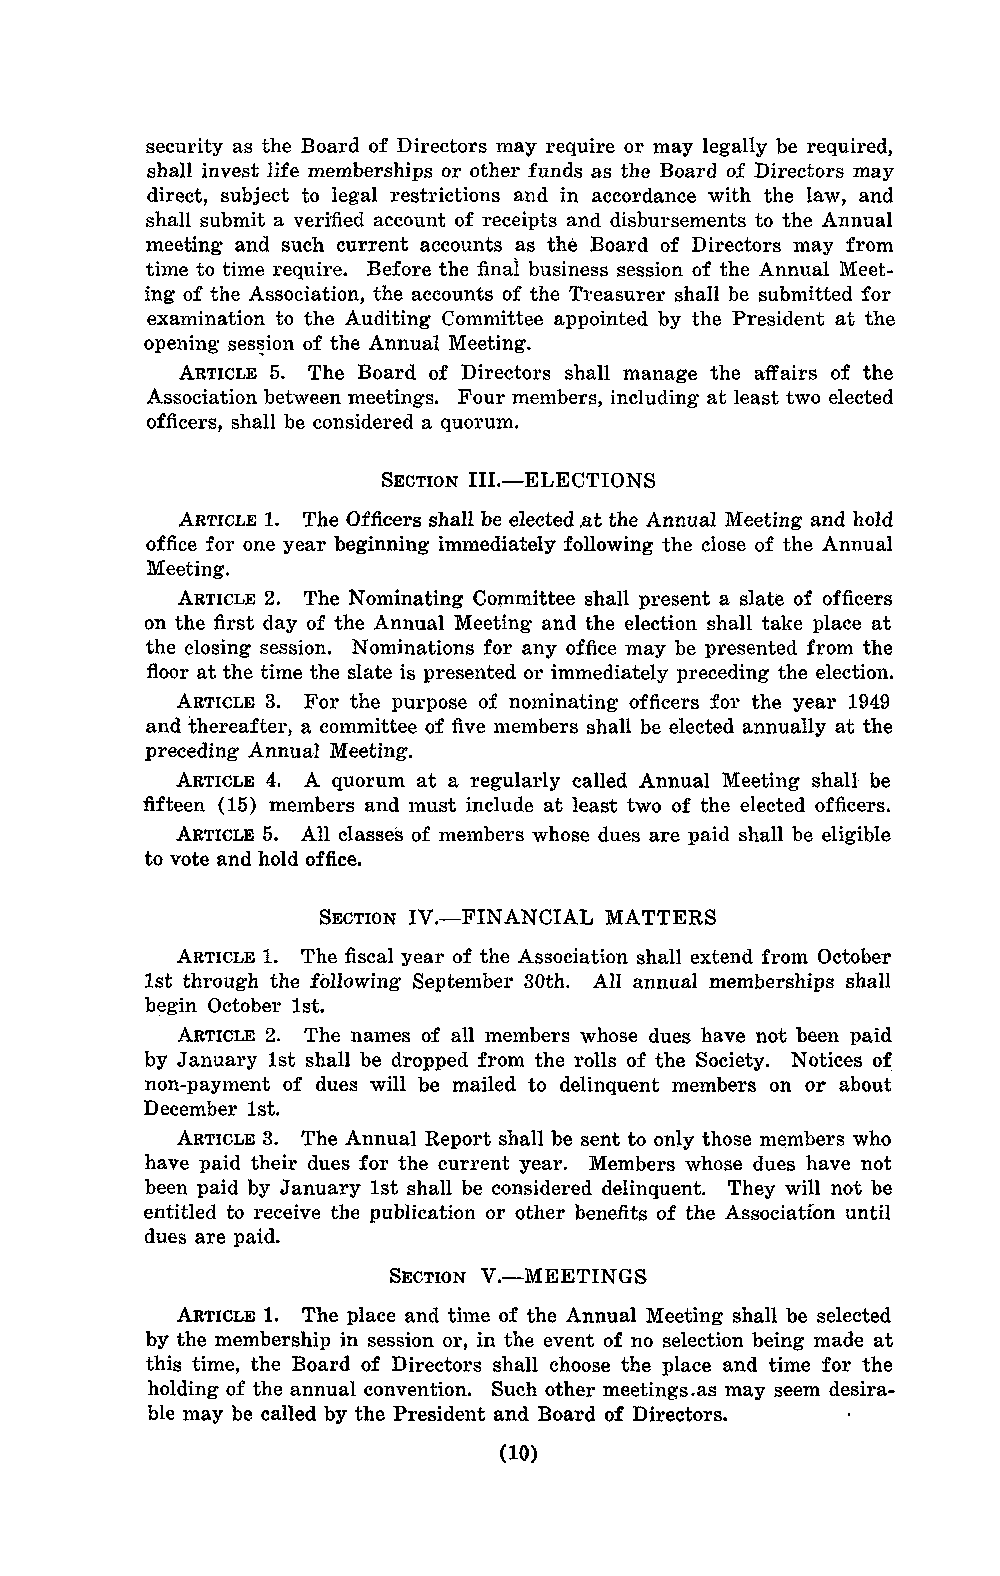 security as the Board of Directors may require or may legally be required,
shall invest life memberships or other funds as the Board of Directors may
direct, subject to legal restrictions and in accordance with the law, and
shall submit a verified account of receipts and disbursements to the Annual
meeting and such current accounts as the Board of Directors may from
time to time require. Before the final business session of the Annual Meet-
ing of the Association, the accounts of the Treasurer shall be submitted for
examination to the Auditing Committee appointed by the President at the
opening session of the Annual Meeting.
ARTICLE 5. The Board of Directors shall manage the affairs of the
Association between meetings. Four members, including at least two elected
officers, shall be considered a quorum.
SECTION III.—ELECTIONS
ARTICLE 1. The Officers shall be elected at the Annual Meeting and hold
office for one year beginning immediately following the close of the Annual
Meeting.
ARTICLE 2. The Nominating Committee shall present a slate of officers
on the first day of the Annual Meeting and the election shall take place at
the closing session. Nominations for any office may be presented from the
floor at the time the slate is presented or immediately preceding the election.
ARTICLE 3. For the purpose of nominating officers for the year 1949
and thereafter, a committee of five members shall be elected annually at the
preceding Annual Meeting.
ARTICLE 4. A quorum at a regularly called Annual Meeting shall be
fifteen (15) members and must include at least two of the elected officers.
ARTICLE 5. All classes of members whose dues are paid shall be eligible
to vote and hold office.
SECTION IV.—FINANCIAL MATTERS
ARTICLE 1. The fiscal year of the Association shall extend from October
1st through the following September 30th. All annual memberships shall
begin October 1st.
ARTICLE 2. The names of all members whose dues have not been paid
by January 1st shall be dropped from the rolls of the Society. Notices of
non-payment of dues will be mailed to delinquent members on or about
December 1st.
ARTICLE 3. The Annual Report shall be sent to only those members who
have paid their dues for the current year. Members whose dues have not
been paid by January 1st shall be considered delinquent. They will not be
entitled to receive the publication or other benefits of the Association until
dues are paid.
SECTION V.—MEETINGS
ARTICLE 1. The place and time of the Annual Meeting shall be selected
by the membership in session or, in the event of no selection being made at
this time, the Board of Directors shall choose the place and time for the
holding of the annual convention. Such other meetings as may seem desira-
ble may be called by the President and Board of Directors.
(10)